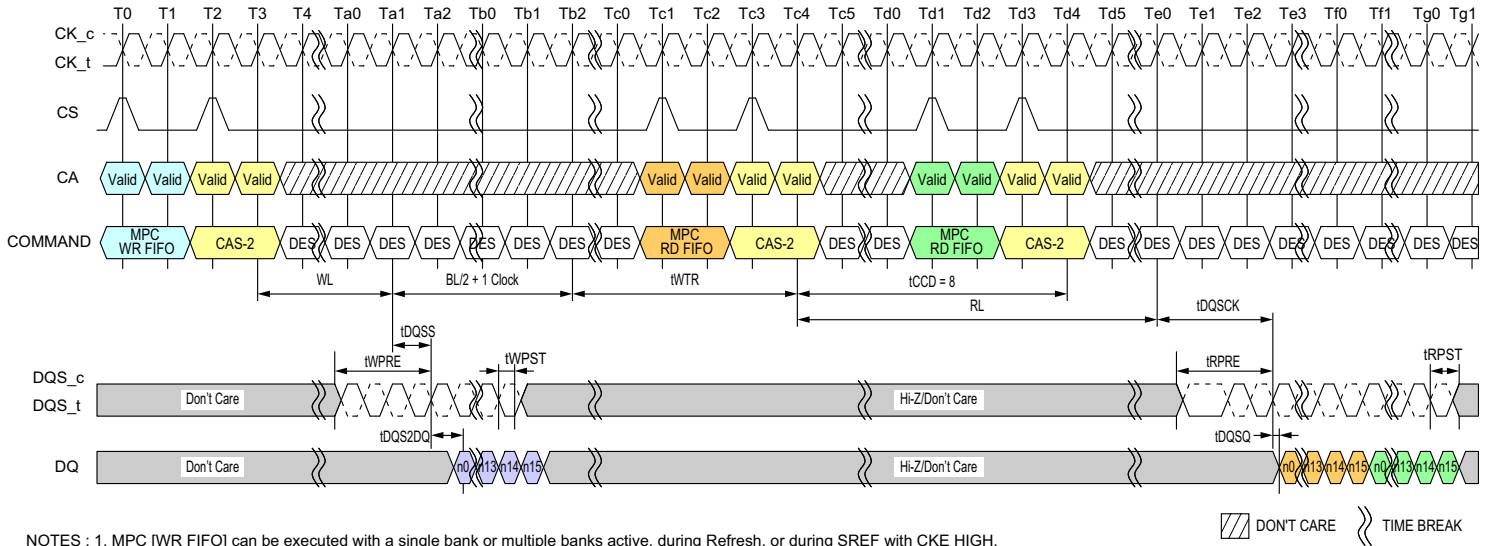 T0 T1 T2 T3 T4 Ta0 Ta1 Ta2 Tb0 Tb1 Tb2 Tc0 Tc1 Tc2 Tc3 Tc4 Tc5 Td0 Td1 Td2 Td3 Td4 Td5 Te0 Te1 Te2 Te3 Tf0 Tf1 Tg0 Tg1
CK_c
CK_t
CS
CA Valid Valid Valid Valid Valid Valid Valid Valid Valid Valid Valid Valid
COMMAND MPC WR FIFO CAS-2 DES DES DES DES DES DES DES DES MPC RD FIFO CAS-2 DES DES MPC RD FIFO CAS-2 DES DES DES DES DES DES DES DES DES
WL BL/2 + 1 Clock tWTR tCCD = 8
RL tDQSCK
tDQSS
tWPRE tWPST tRPRE tRPST
DQS_c
DQS_t Don't Care Hi-Z/Don't Care
tDQS2DQ tDQSQ
DQ Don't Care n0 n13 n14 n15 Hi-Z/Don't Care n0 n13 n14 n15 n0 n13 n14 n15
DON'T CARE TIME BREAK
NOTES : 1. MPC [WR FIFO] can be executed with a single bank or multiple banks active, during Refresh, or during SREF with CKE HIGH.